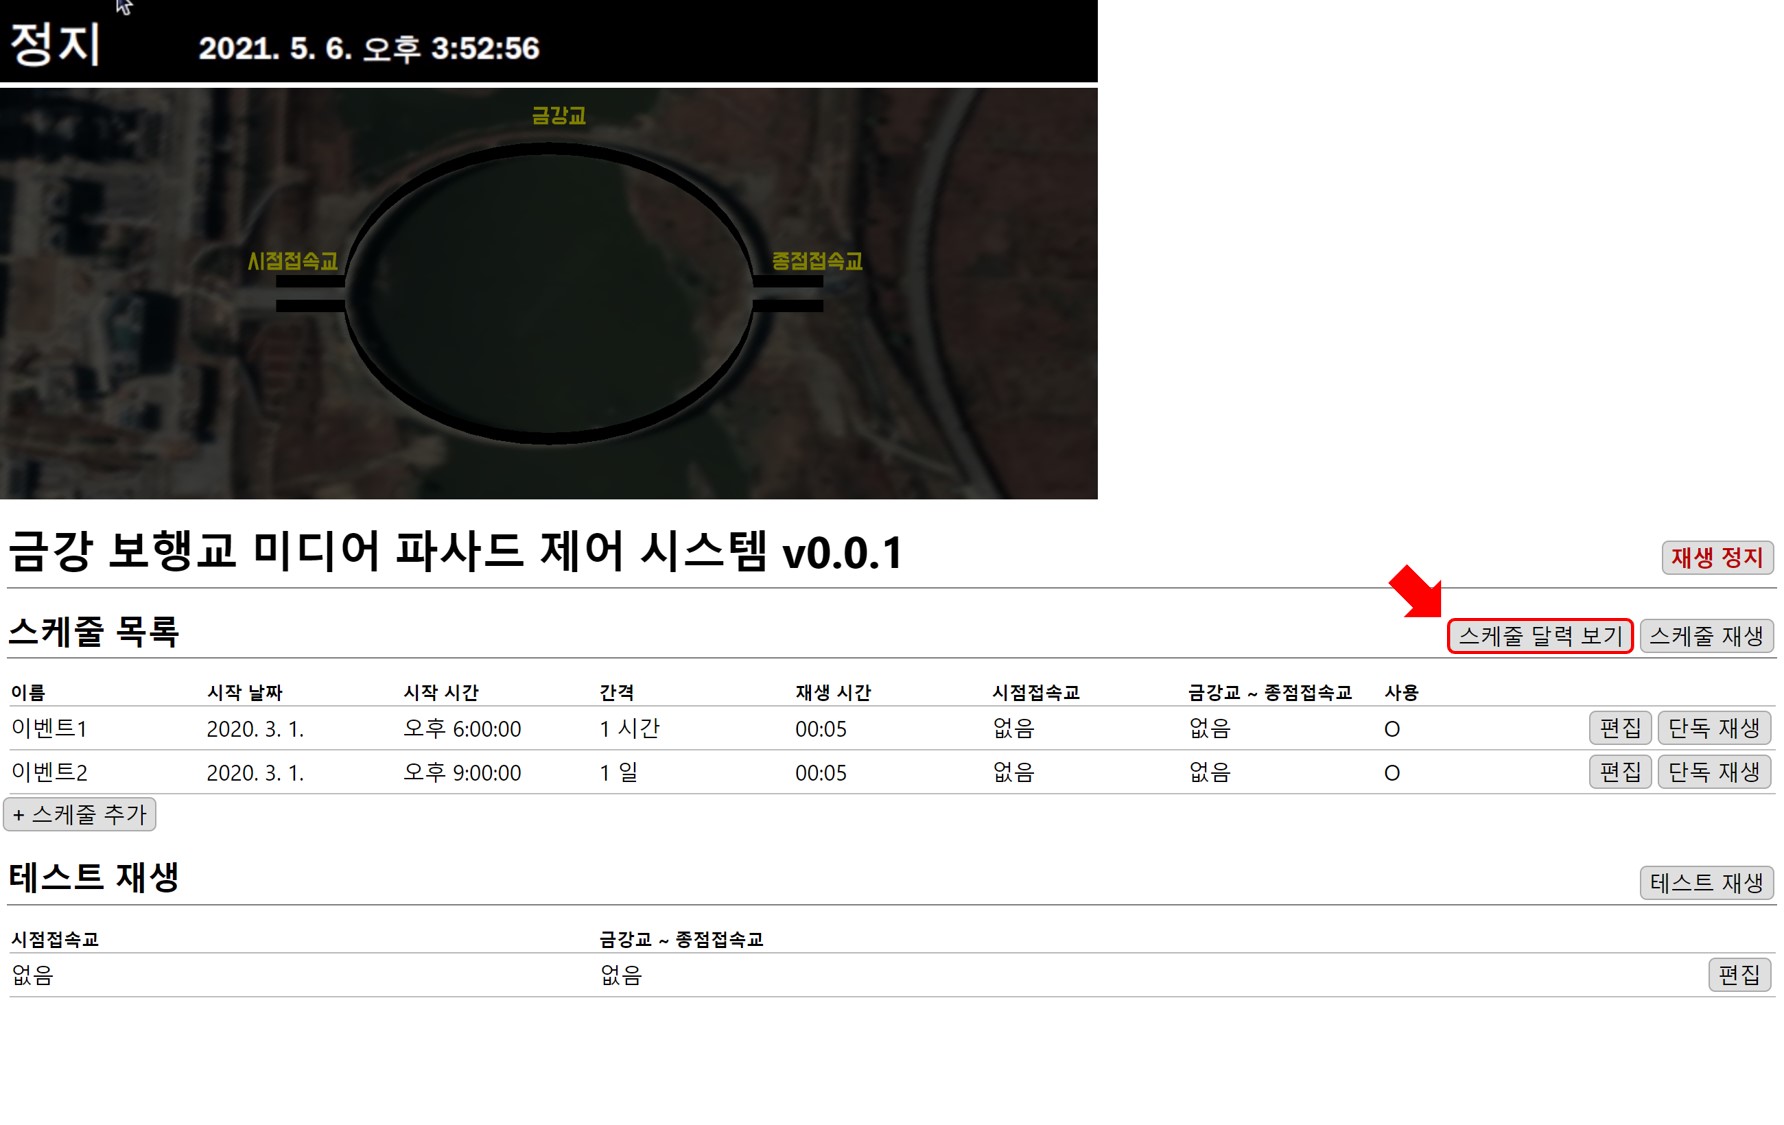 정지 2021. 5. 6. 오후 3:52:56
금강교
시점접속교 종점접속교
금강 보행교 미디어 파사드 제어 시스템 v0.0.1 재생 정지
스케줄 목록 스케줄 달력 보기 스케줄 재생
이름 시작 날짜 시작 시간 간격 재생 시간 시점접속교 금강교 ~ 종점접속교 사용
이벤트1 2020. 3. 1. 오후 6:00:00 1 시간 00:05 없음 없음 O 편집 단독 재생
이벤트2 2020. 3. 1. 오후 9:00:00 1 일 00:05 없음 없음 O 편집 단독 재생
+ 스케줄 추가
테스트 재생 테스트 재생
시점접속교 금강교 ~ 종점접속교
없음 없음 편집